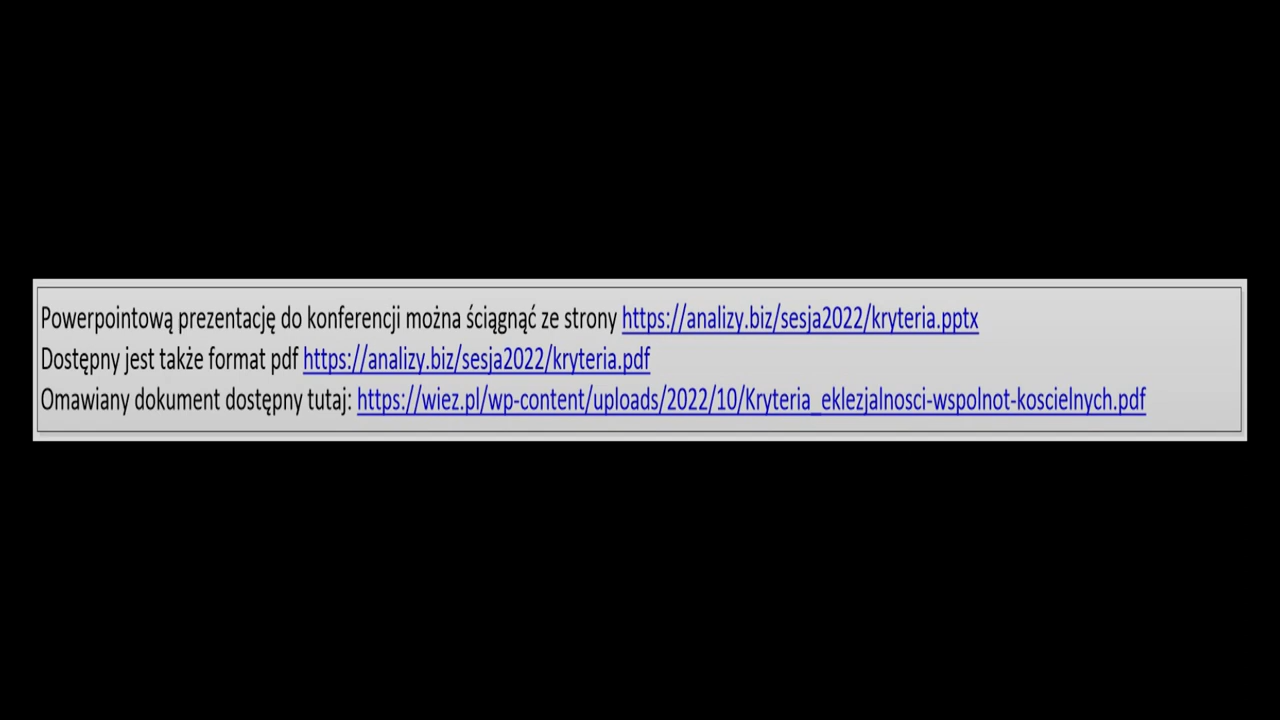 Powerpointową prezentację do konferencji można ściągnąć ze strony https://analizy.biz/sesja2022/kryteria.pptx
Dostępny jest także format pdf https://analizy.biz/sesja2022/kryteria.pdf
Omawiany dokument dostępny tutaj: https://wiez.pl/wp-content/uploads/2022/10/Kryteria_eklezjalnosci-wspolnot-koscielnych.pdf